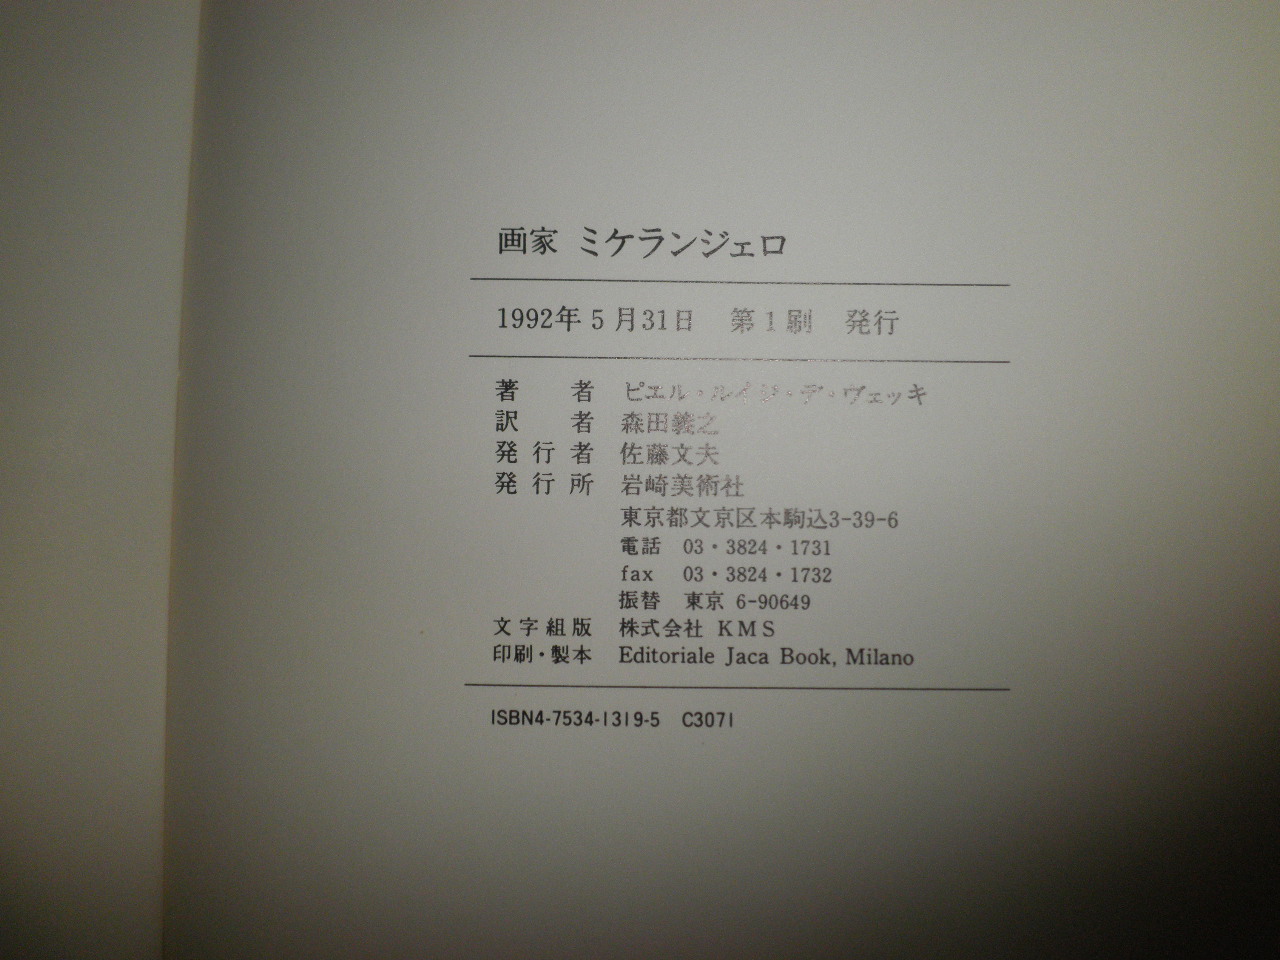 画家 ミケランジェロ
1992年5月31日 第1刷 発行
著者 ピエル・ルイジ・デ・ヴェッキ
訳者 森田義之
発行者 佐藤文夫
発行所 岩崎美術社
東京都文京区本駒込3-39-6
電話 03・3824・1731
fax 03・3824・1732
振替 東京 6-90649
文字組版 株式会社 KMS
印刷・製本 Editoriale Jaca Book, Milano
ISBN4-7534-1319-5 C3071